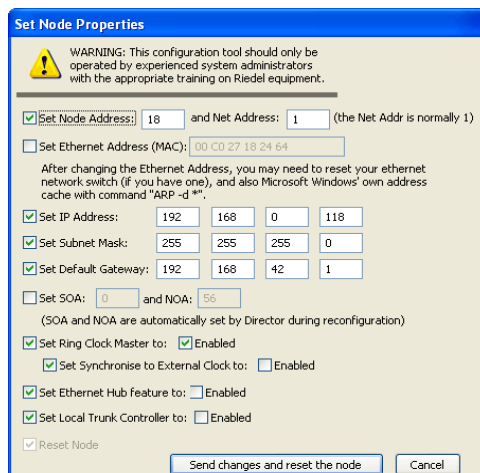 Set Node Properties
WARNING: This configuration tool should only be
operated by experienced system administrators
with the appropriate training on Riedel equipment.
Set Node Address: 18 and Net Address: 1 (the Net Addr is normally 1)
Set Ethernet Address (MAC): 00 C0 27 18 24 64
After changing the Ethernet Address, you may need to reset your ethernet
network switch (if you have one), and also Microsoft Windows' own address
cache with command "ARP -d *".
Set IP Address: 192 168 0 118
Set Subnet Mask: 255 255 255 0
Set Default Gateway: 192 168 42 1
Set SOA: 0 and NOA: 56
(SOA and NOA are automatically set by Director during reconfiguration)
Set Ring Clock Master to: Enabled
Set Synchronise to External Clock to: Enabled
Set Ethernet Hub feature to: Enabled
Set Local Trunk Controller to: Enabled
Reset Node
Send changes and reset the node Cancel